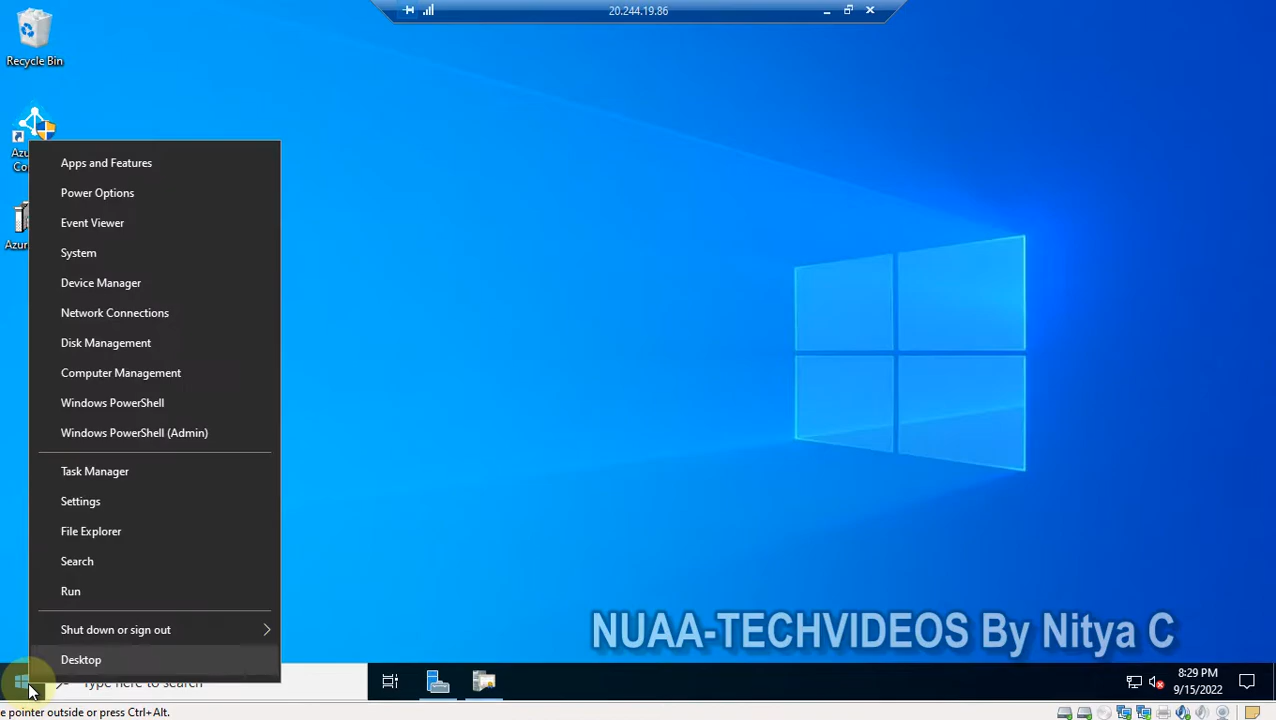 20.244.19.86
Recycle Bin
Apps and Features
Power Options
Event Viewer
System
Device Manager
Network Connections
Disk Management
Computer Management
Windows PowerShell
Windows PowerShell (Admin)
Task Manager
Settings
File Explorer
Search
Run
Shut down or sign out
Desktop
Type here to search
NUAA-TECHVIDEOS By Nitya C
8:29 PM
9/15/2022
e pointer outside or press Ctrl+Alt.